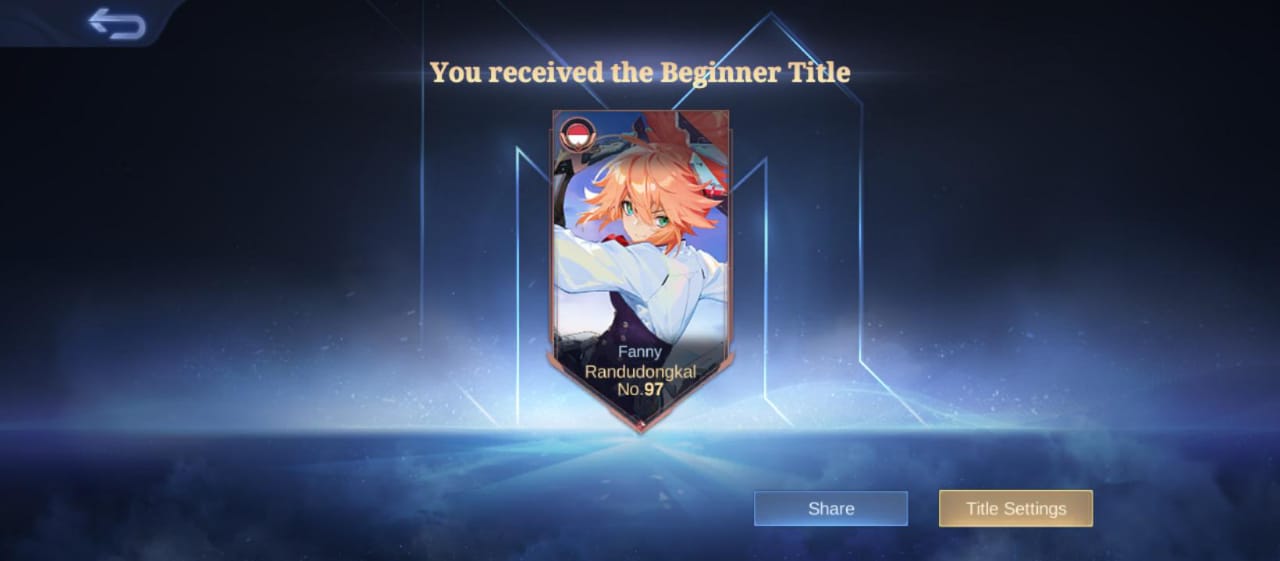 You received the Beginner Title
Fanny
Randudongkal
No.97
Share
Title Settings